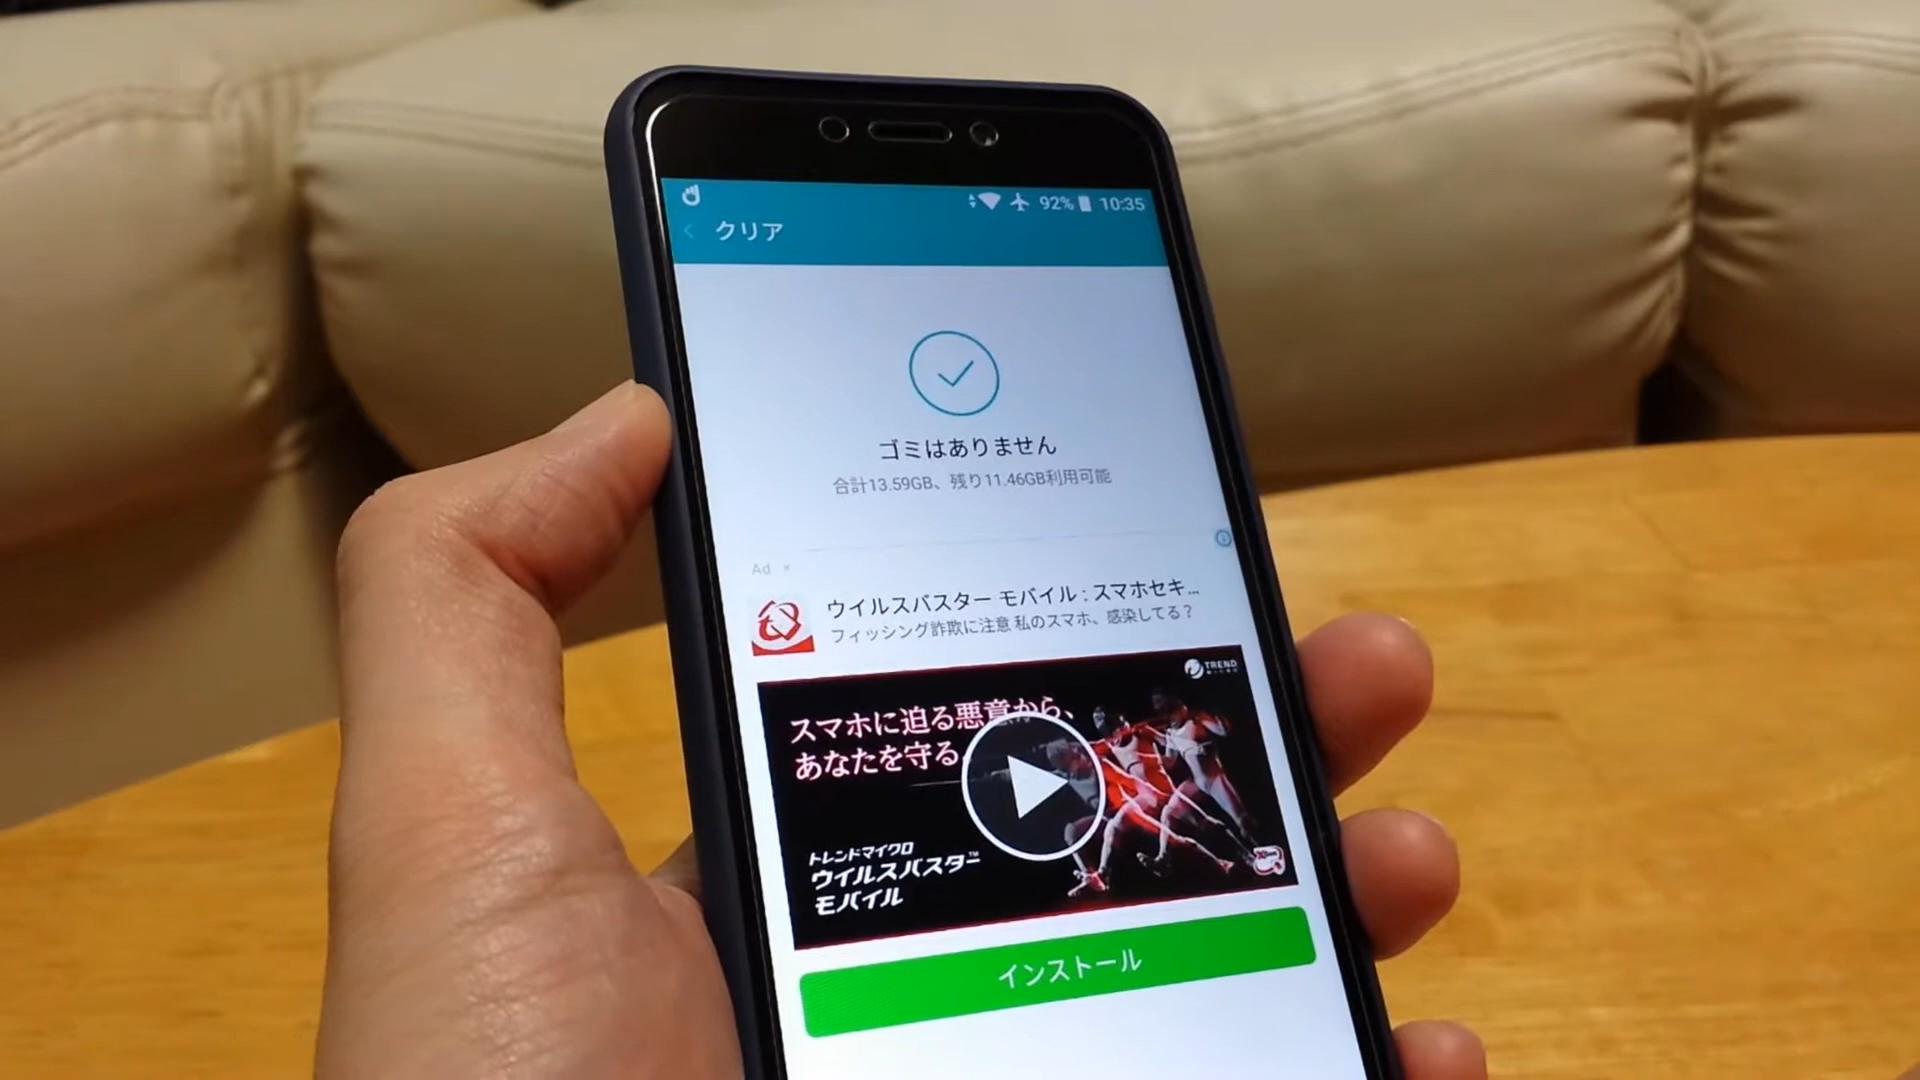 92% 10:35
クリア
ゴミはありません
合計13.59GB、残り11.46GB利用可能
Ad ×
ウイルスバスター モバイル : スマホセキ...
フィッシング詐欺に注意 私のスマホ、感染してる？
TREND
スマホに迫る悪意から、
あなたを守る
トレンドマイクロ
ウイルスバスター™
モバイル
インストール